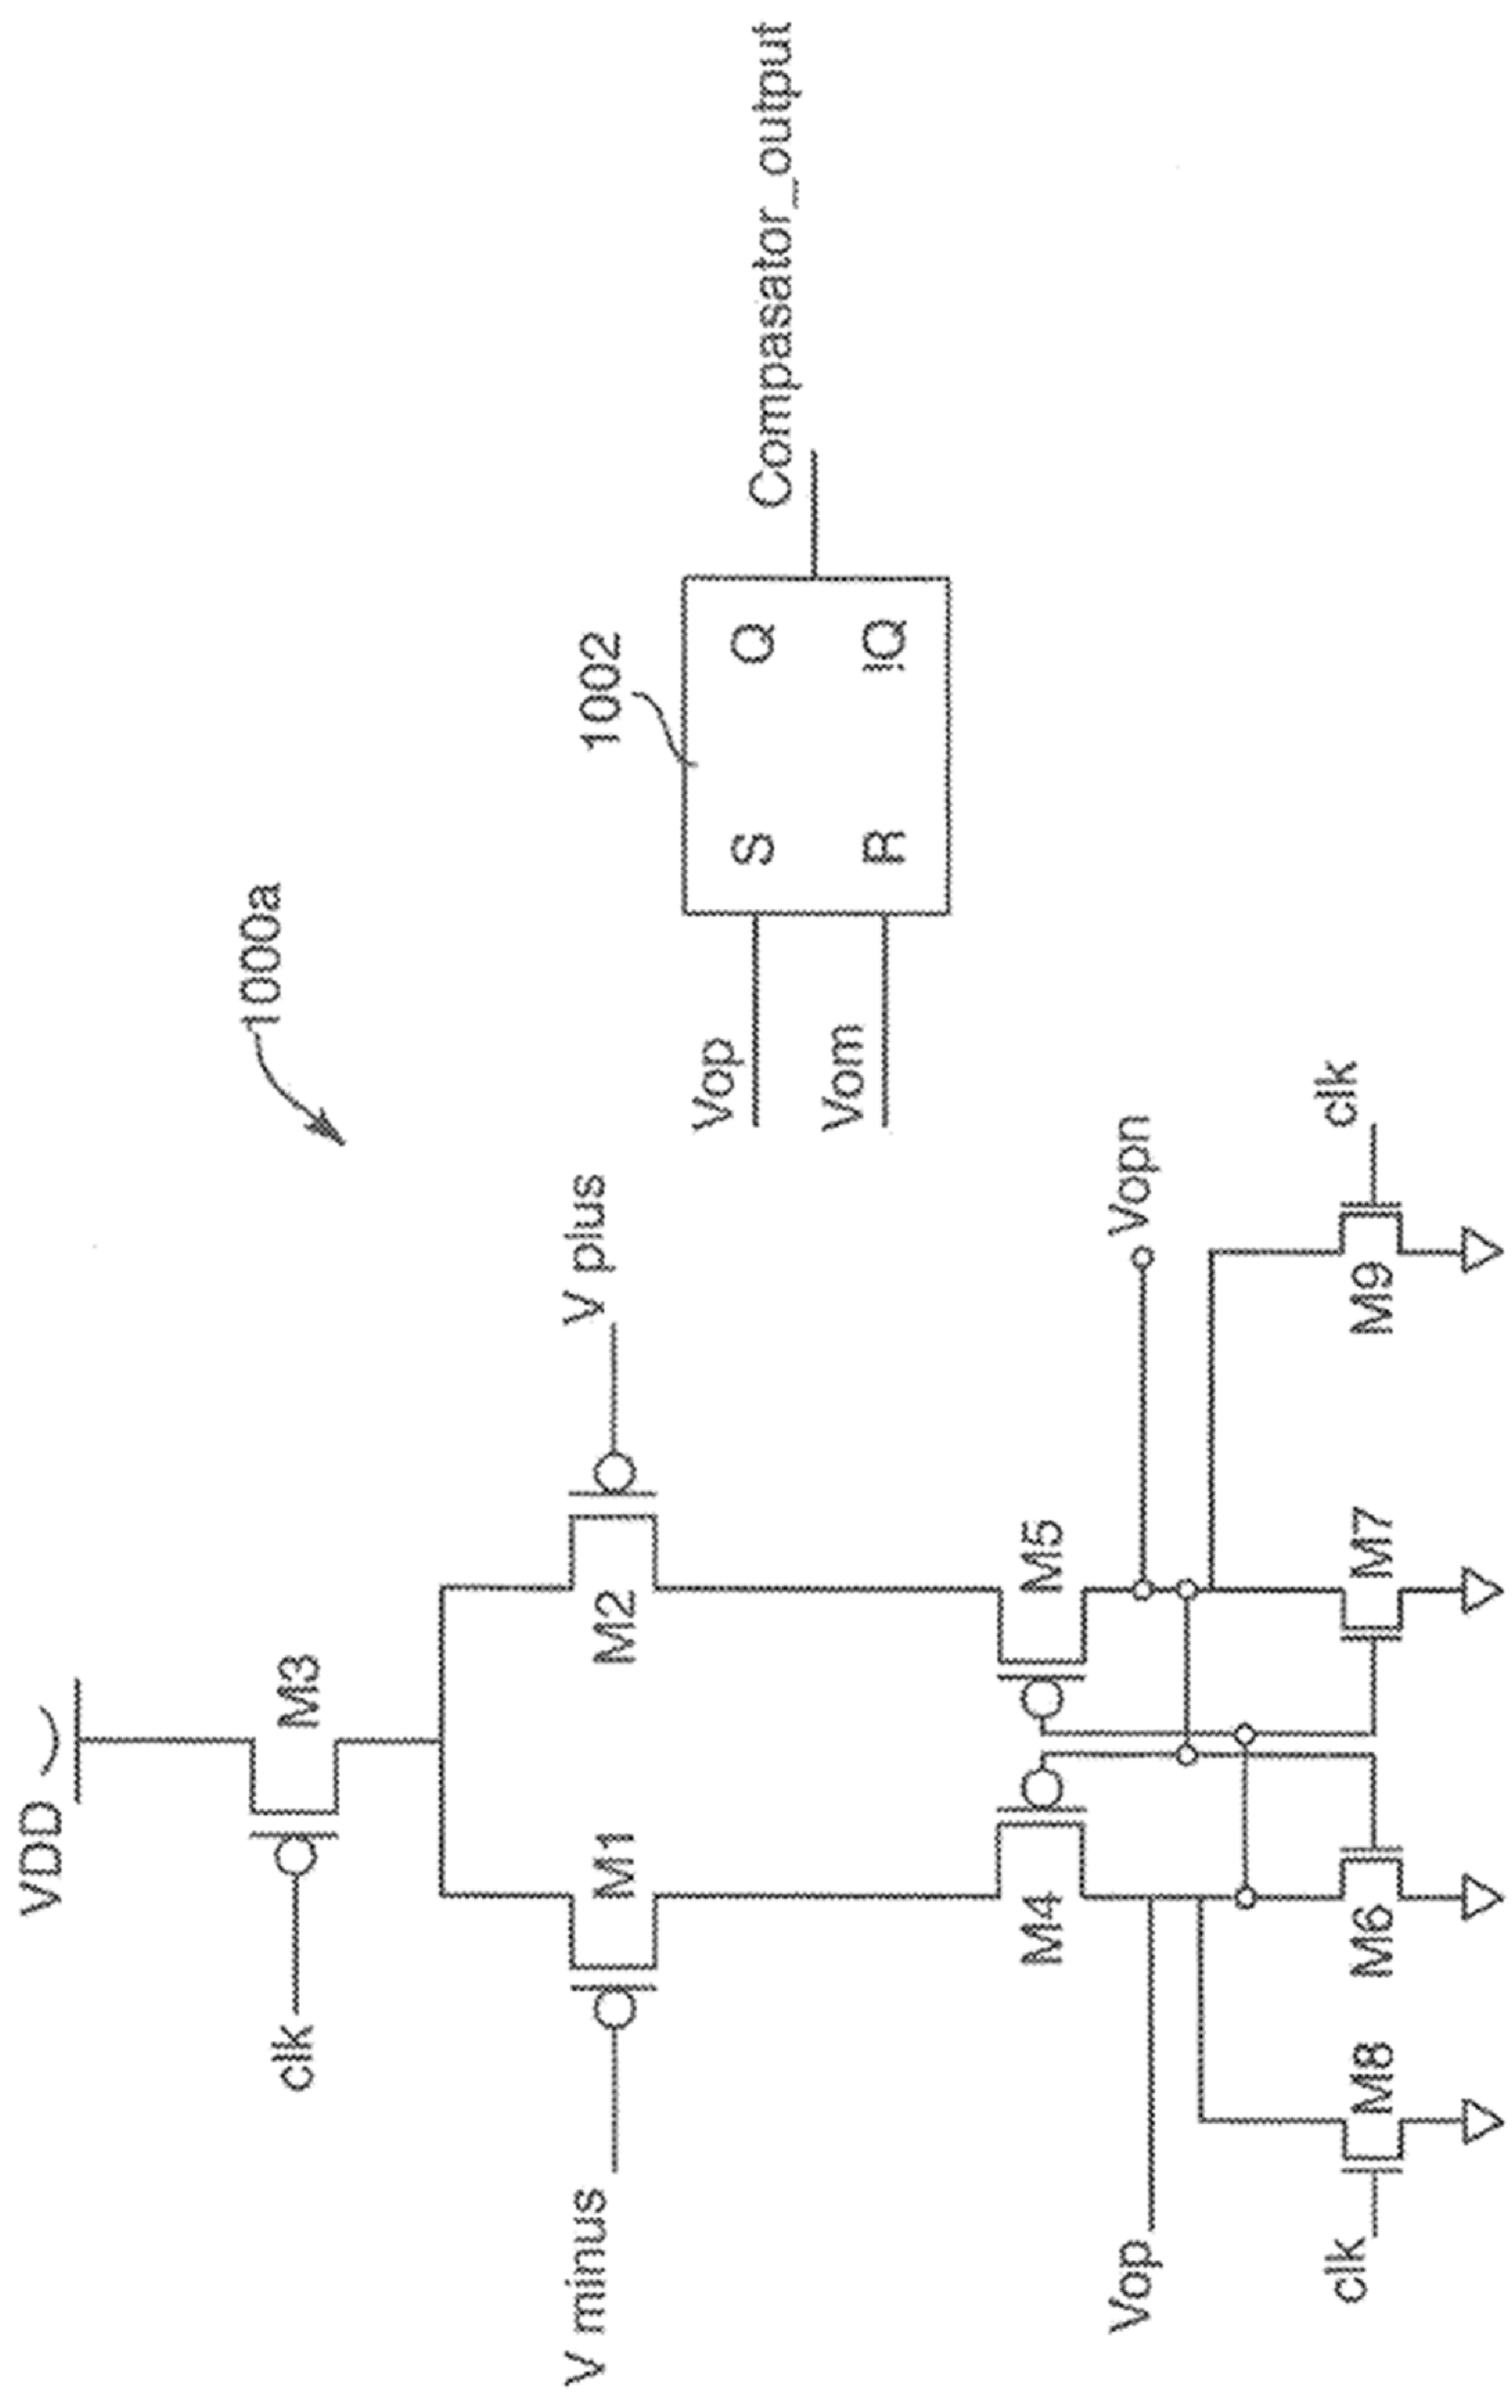 1000a
VDD
clk
M3
V minus
M1
M2
V plus
M4
M5
Vop
Vopn
clk
M8
M6
M7
M9
clk
1002
Vop
S
Q
Compasator_output
Vom
R
!Q